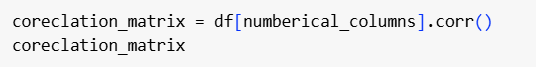 coreclation_matrix = df[numberical_columns].corr()
coreclation_matrix